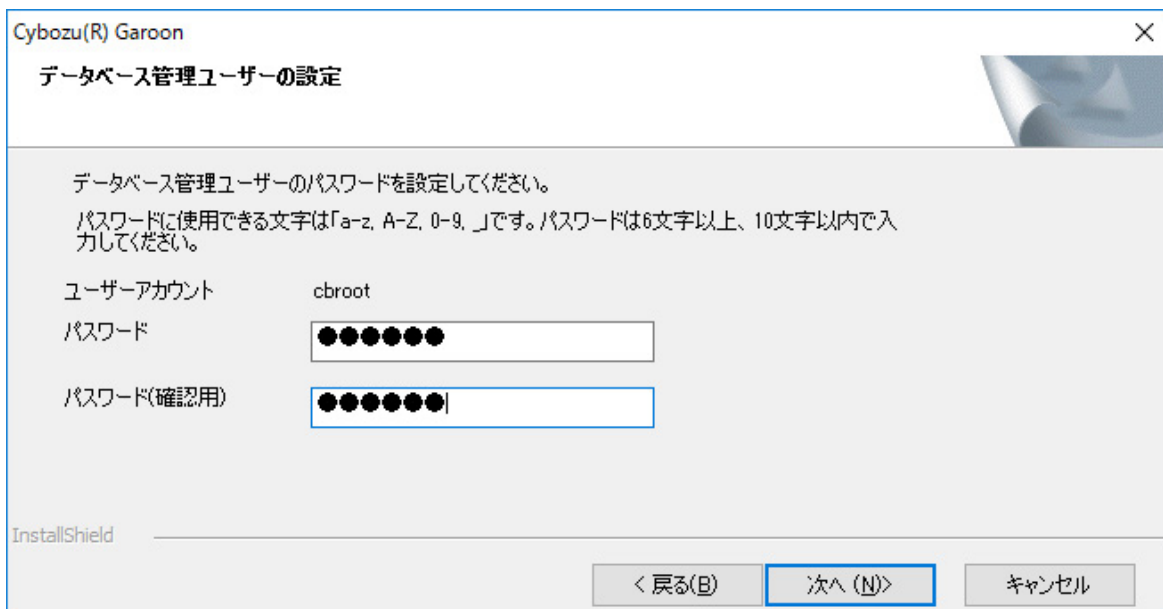 Cybozu(R) Garoon
データベース管理ユーザーの設定
データベース管理ユーザーのパスワードを設定してください。
パスワードに使用できる文字は「a-z, A-Z, 0-9, _」です。パスワードは6文字以上、10文字以内で入
力してください。
ユーザーアカウント cbroot
パスワード ●●●●●●
パスワード(確認用) ●●●●●●
InstallShield
< 戻る(B) 次へ (N)> キャンセル